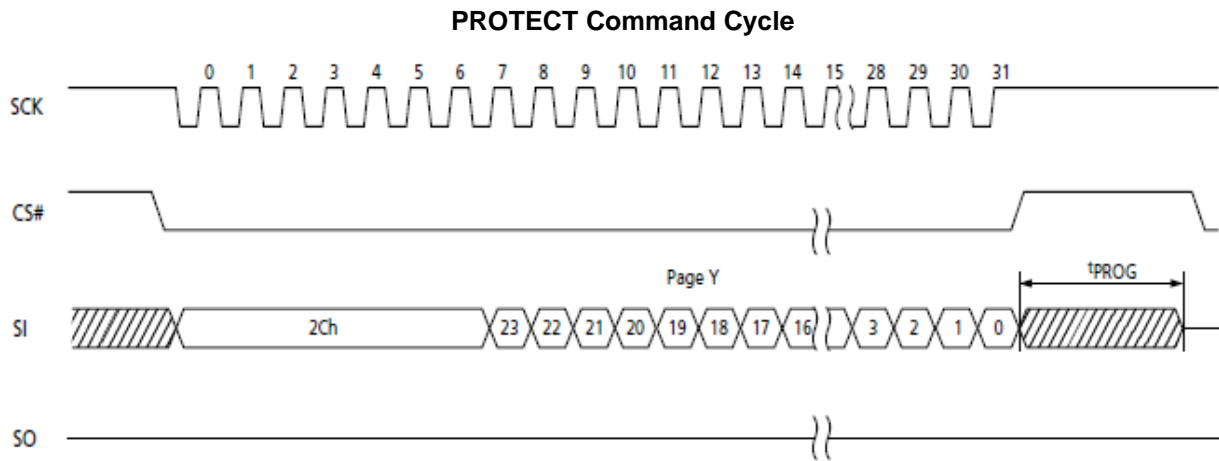 PROTECT Command Cycle
0 1 2 3 4 5 6 7 8 9 10 11 12 13 14 15 28 29 30 31
SCK
CS#
Page Y
tPROG
SI 2Ch 23 22 21 20 19 18 17 16 3 2 1 0
SO